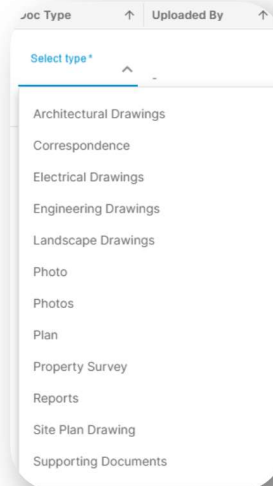 Doc Type ↑ Uploaded By ↑
Select type*
-
Architectural Drawings
Correspondence
Electrical Drawings
Engineering Drawings
Landscape Drawings
Photo
Photos
Plan
Property Survey
Reports
Site Plan Drawing
Supporting Documents